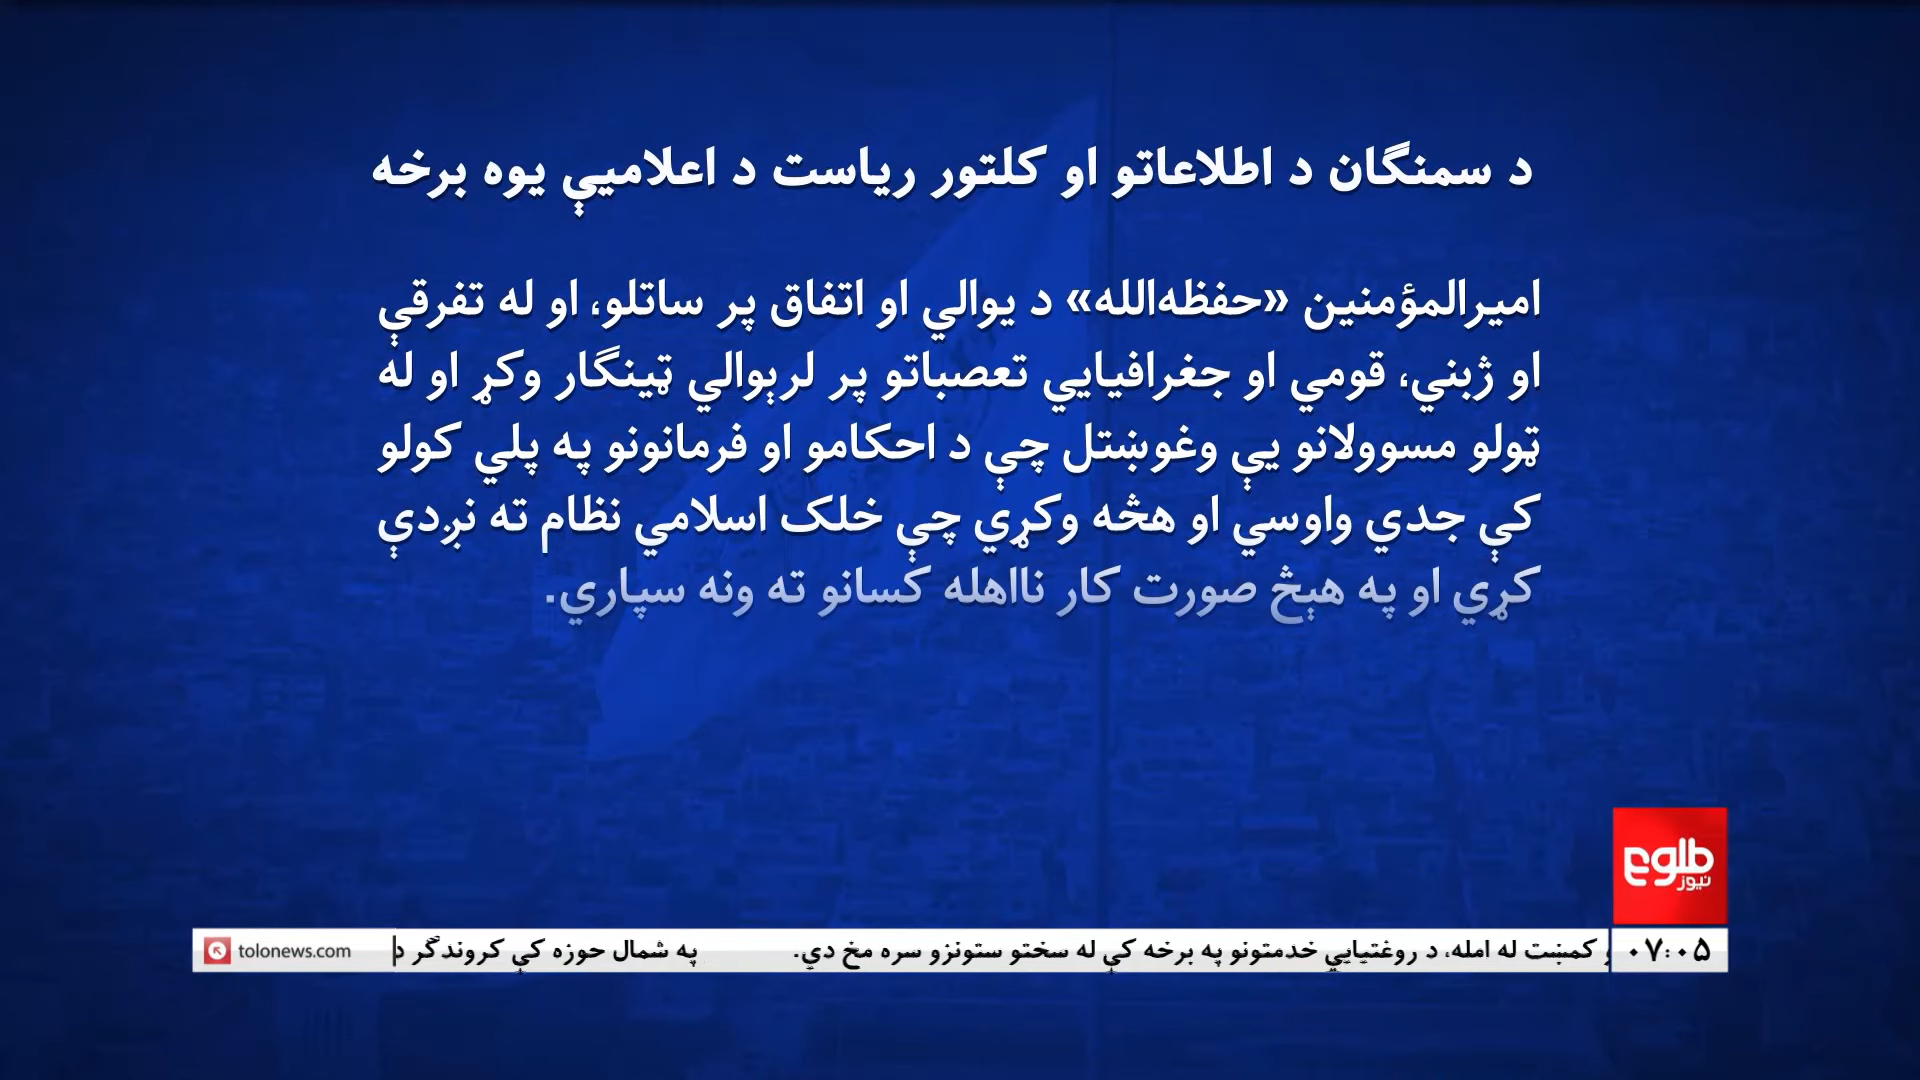 د سمنگان د اطلاعاتو او کلتور ریاست د اعلامیې یوه برخه
امیرالمؤمنین «حفظه‌الله» د یوالي او اتفاق پر ساتلو، او له تفرقې
او ژبني، قومي او جغرافیایي تعصباتو پر لرېوالي ټینگار وکړ او له
ټولو مسوولانو یې وغوښتل چې د احکامو او فرمانونو په پلي کولو
کې جدي واوسي او هڅه وکړي چې خلک اسلامي نظام ته نږدې
کړي او په هېڅ صورت کار نااهله کسانو ته ونه سپاري.
طلوع
نیوز
۰۷:۰۵
کمښت له امله، د روغتیایي خدمتونو په برخه کې له سختو ستونزو سره مخ دي. په شمال حوزه کې کروندگر د
tolonews.com